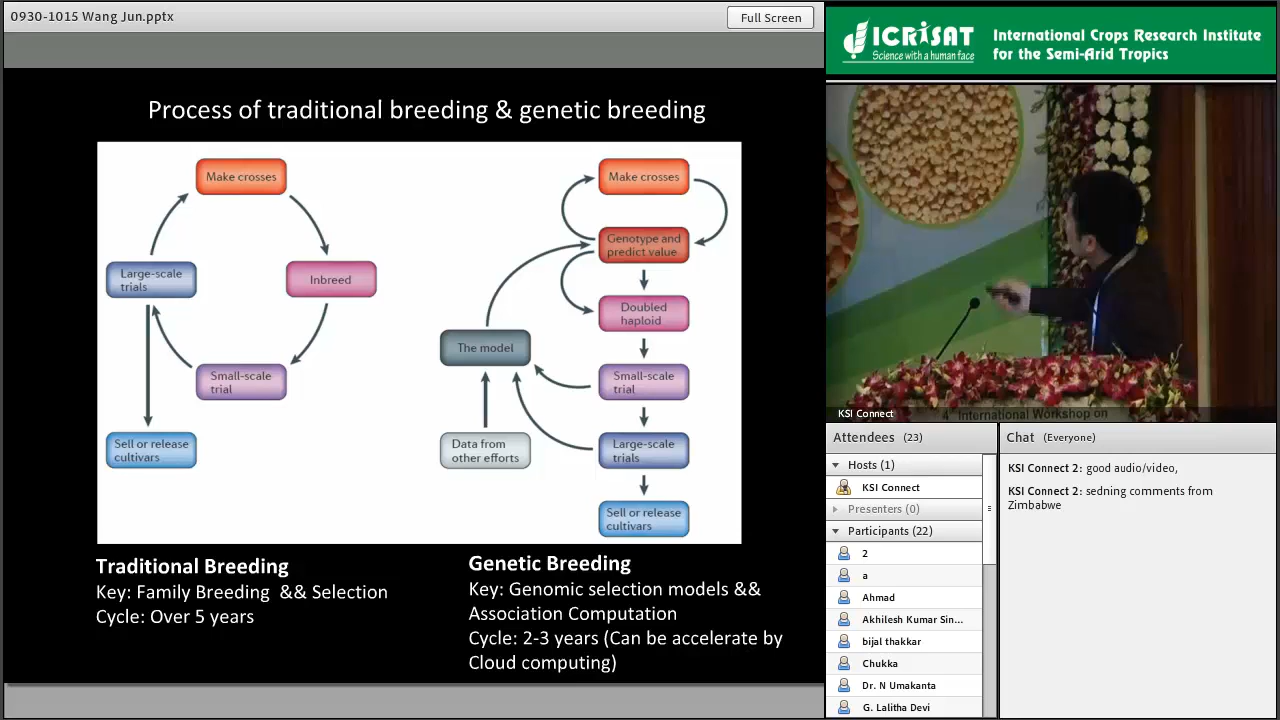 0930-1015 Wang Jun.pptx
Full Screen
Process of traditional breeding & genetic breeding
Make crosses
Large-scale
trials
Inbreed
Small-scale
trial
Sell or release
cultivars
Make crosses
Genotype and
predict value
Doubled
haploid
The model
Small-scale
trial
Data from
other efforts
Large-scale
trials
Sell or release
cultivars
Traditional Breeding
Key: Family Breeding && Selection
Cycle: Over 5 years
Genetic Breeding
Key: Genomic selection models &&
Association Computation
Cycle: 2-3 years (Can be accelerate by
Cloud computing)
ICRISAT
Science with a human face
International Crops Research Institute
for the Semi-Arid Tropics
KSI Connect
4 International Workshop on
Attendees (23)
Hosts (1)
KSI Connect
Presenters (0)
Participants (22)
2
a
Ahmad
Akhilesh Kumar Sin...
bijal thakkar
Chukka
Dr. N Umakanta
G. Lalitha Devi
Chat (Everyone)
KSI Connect 2: good audio/video,
KSI Connect 2: sedning comments from
Zimbabwe